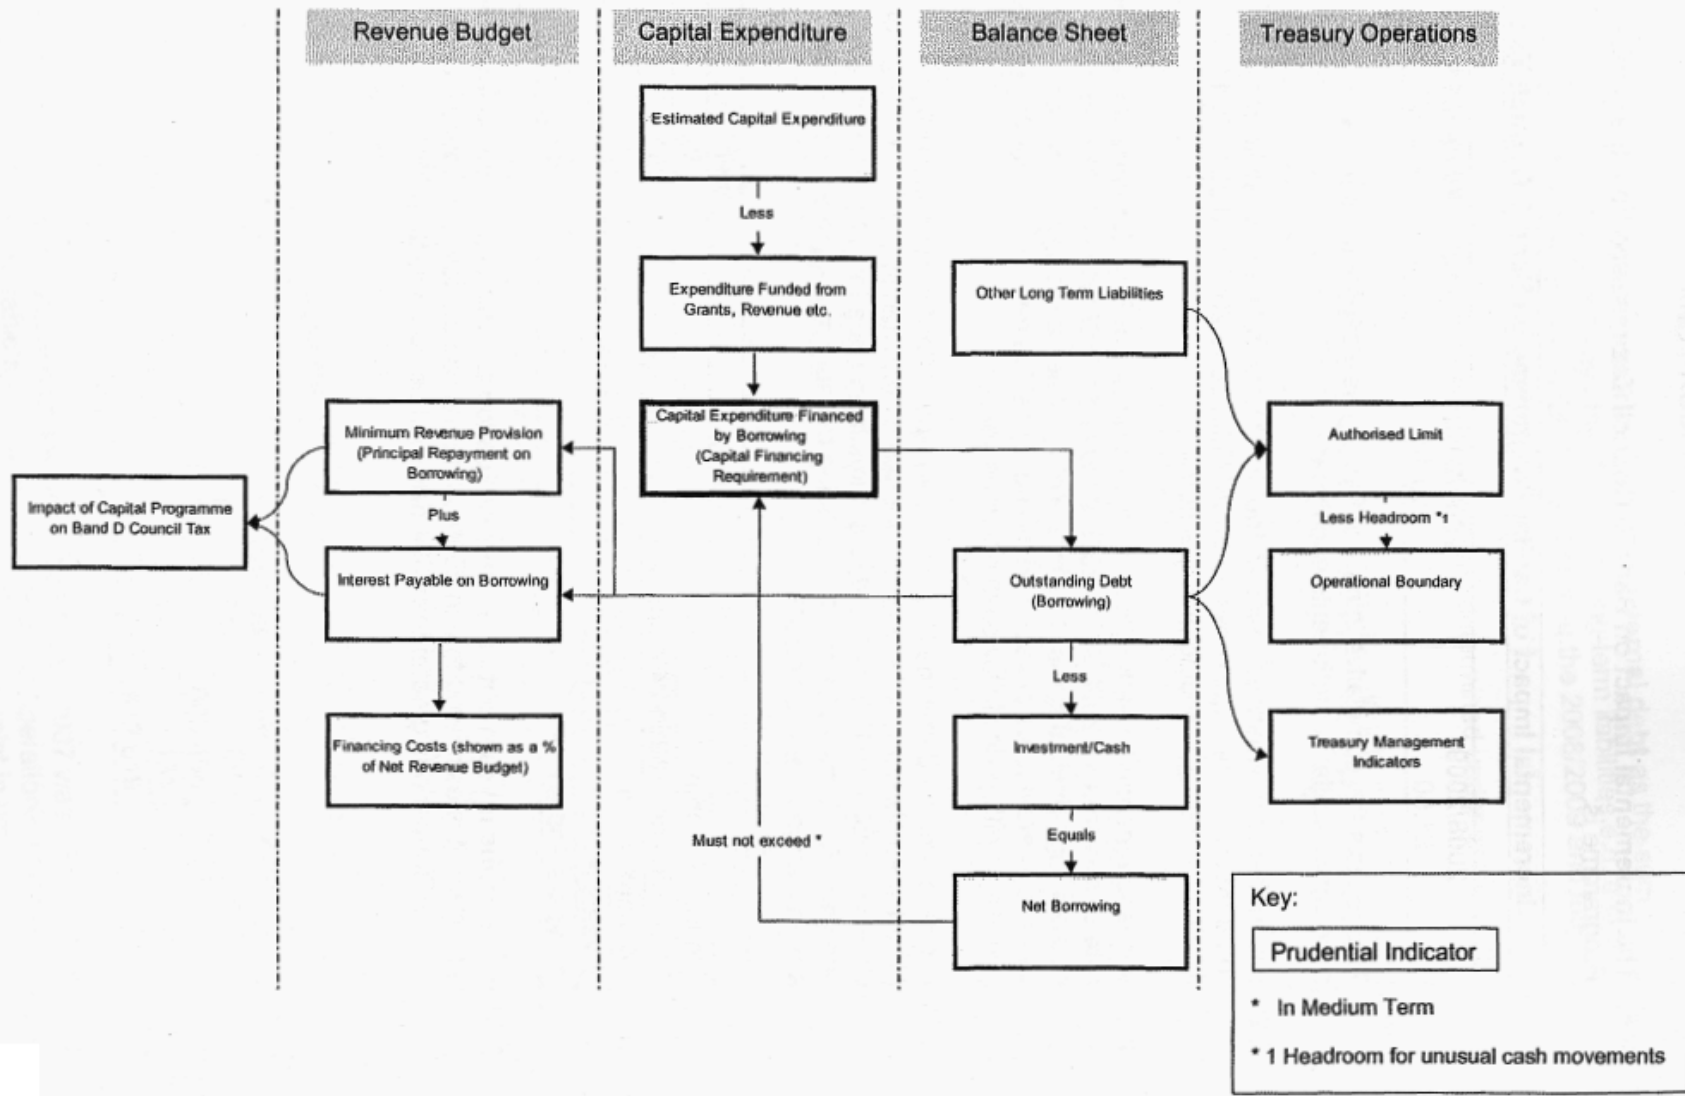 Revenue Budget
Capital Expenditure
Balance Sheet
Treasury Operations
Estimated Capital Expenditure
Less
Expenditure Funded from
Grants, Revenue etc.
Other Long Term Liabilities
Minimum Revenue Provision
(Principal Repayment on
Borrowing)
Capital Expenditure Financed
by Borrowing
(Capital Financing
Requirement)
Authorised Limit
Impact of Capital Programme
on Band D Council Tax
Plus
Less Headroom *1
Interest Payable on Borrowing
Outstanding Debt
(Borrowing)
Operational Boundary
Less
Financing Costs (shown as a %
of Net Revenue Budget)
Investment/Cash
Treasury Management
Indicators
Must not exceed *
Equals
Net Borrowing
Key:
Prudential Indicator
* In Medium Term
* 1 Headroom for unusual cash movements